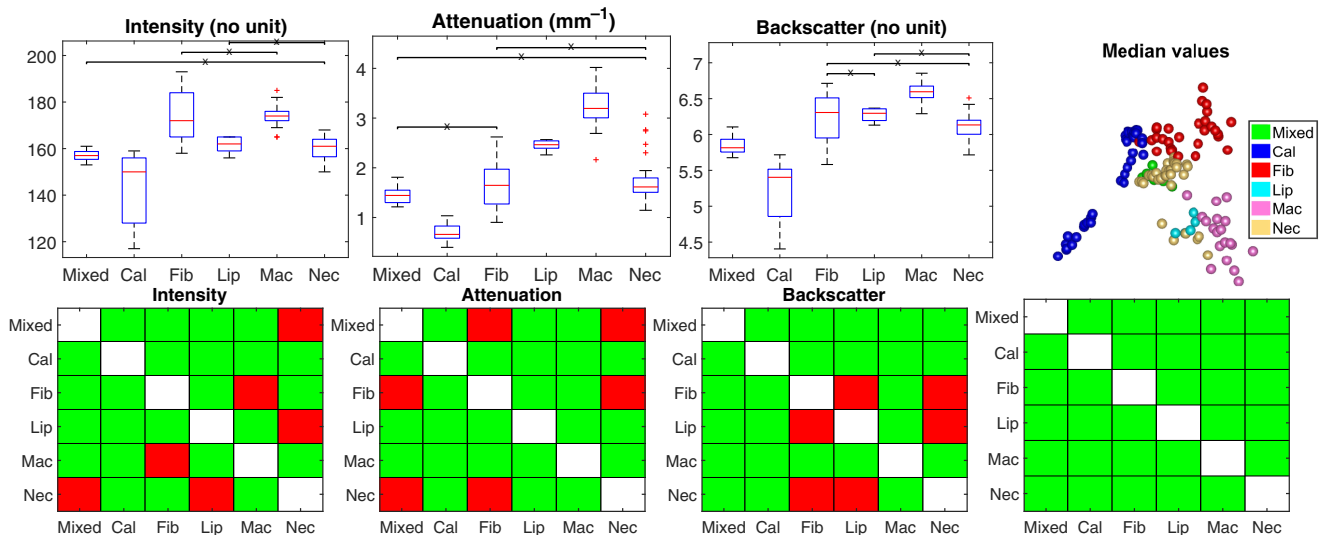 Intensity (no unit)
200
180
160
140
120
Mixed Cal Fib Lip Mac Nec
Attenuation (mm⁻¹)
4
3
2
1
Mixed Cal Fib Lip Mac Nec
Backscatter (no unit)
7
6.5
6
5.5
5
4.5
Mixed Cal Fib Lip Mac Nec
Median values
Mixed
Cal
Fib
Lip
Mac
Nec
Intensity
Mixed
Cal
Fib
Lip
Mac
Nec
Mixed Cal Fib Lip Mac Nec
Attenuation
Mixed
Cal
Fib
Lip
Mac
Nec
Mixed Cal Fib Lip Mac Nec
Backscatter
Mixed
Cal
Fib
Lip
Mac
Nec
Mixed Cal Fib Lip Mac Nec
Mixed
Cal
Fib
Lip
Mac
Nec
Mixed Cal Fib Lip Mac Nec